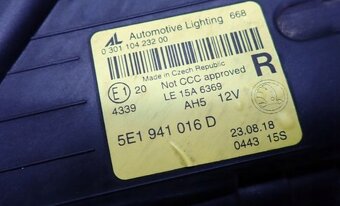 AL Automotive Lighting 668
0 301 104 232 00
Made in Czech Republic
E1 20 Not CCC approved R
4339 LE 15A 6369
AH5 12V
5E1 941 016 D
23.08.18
0443 15S